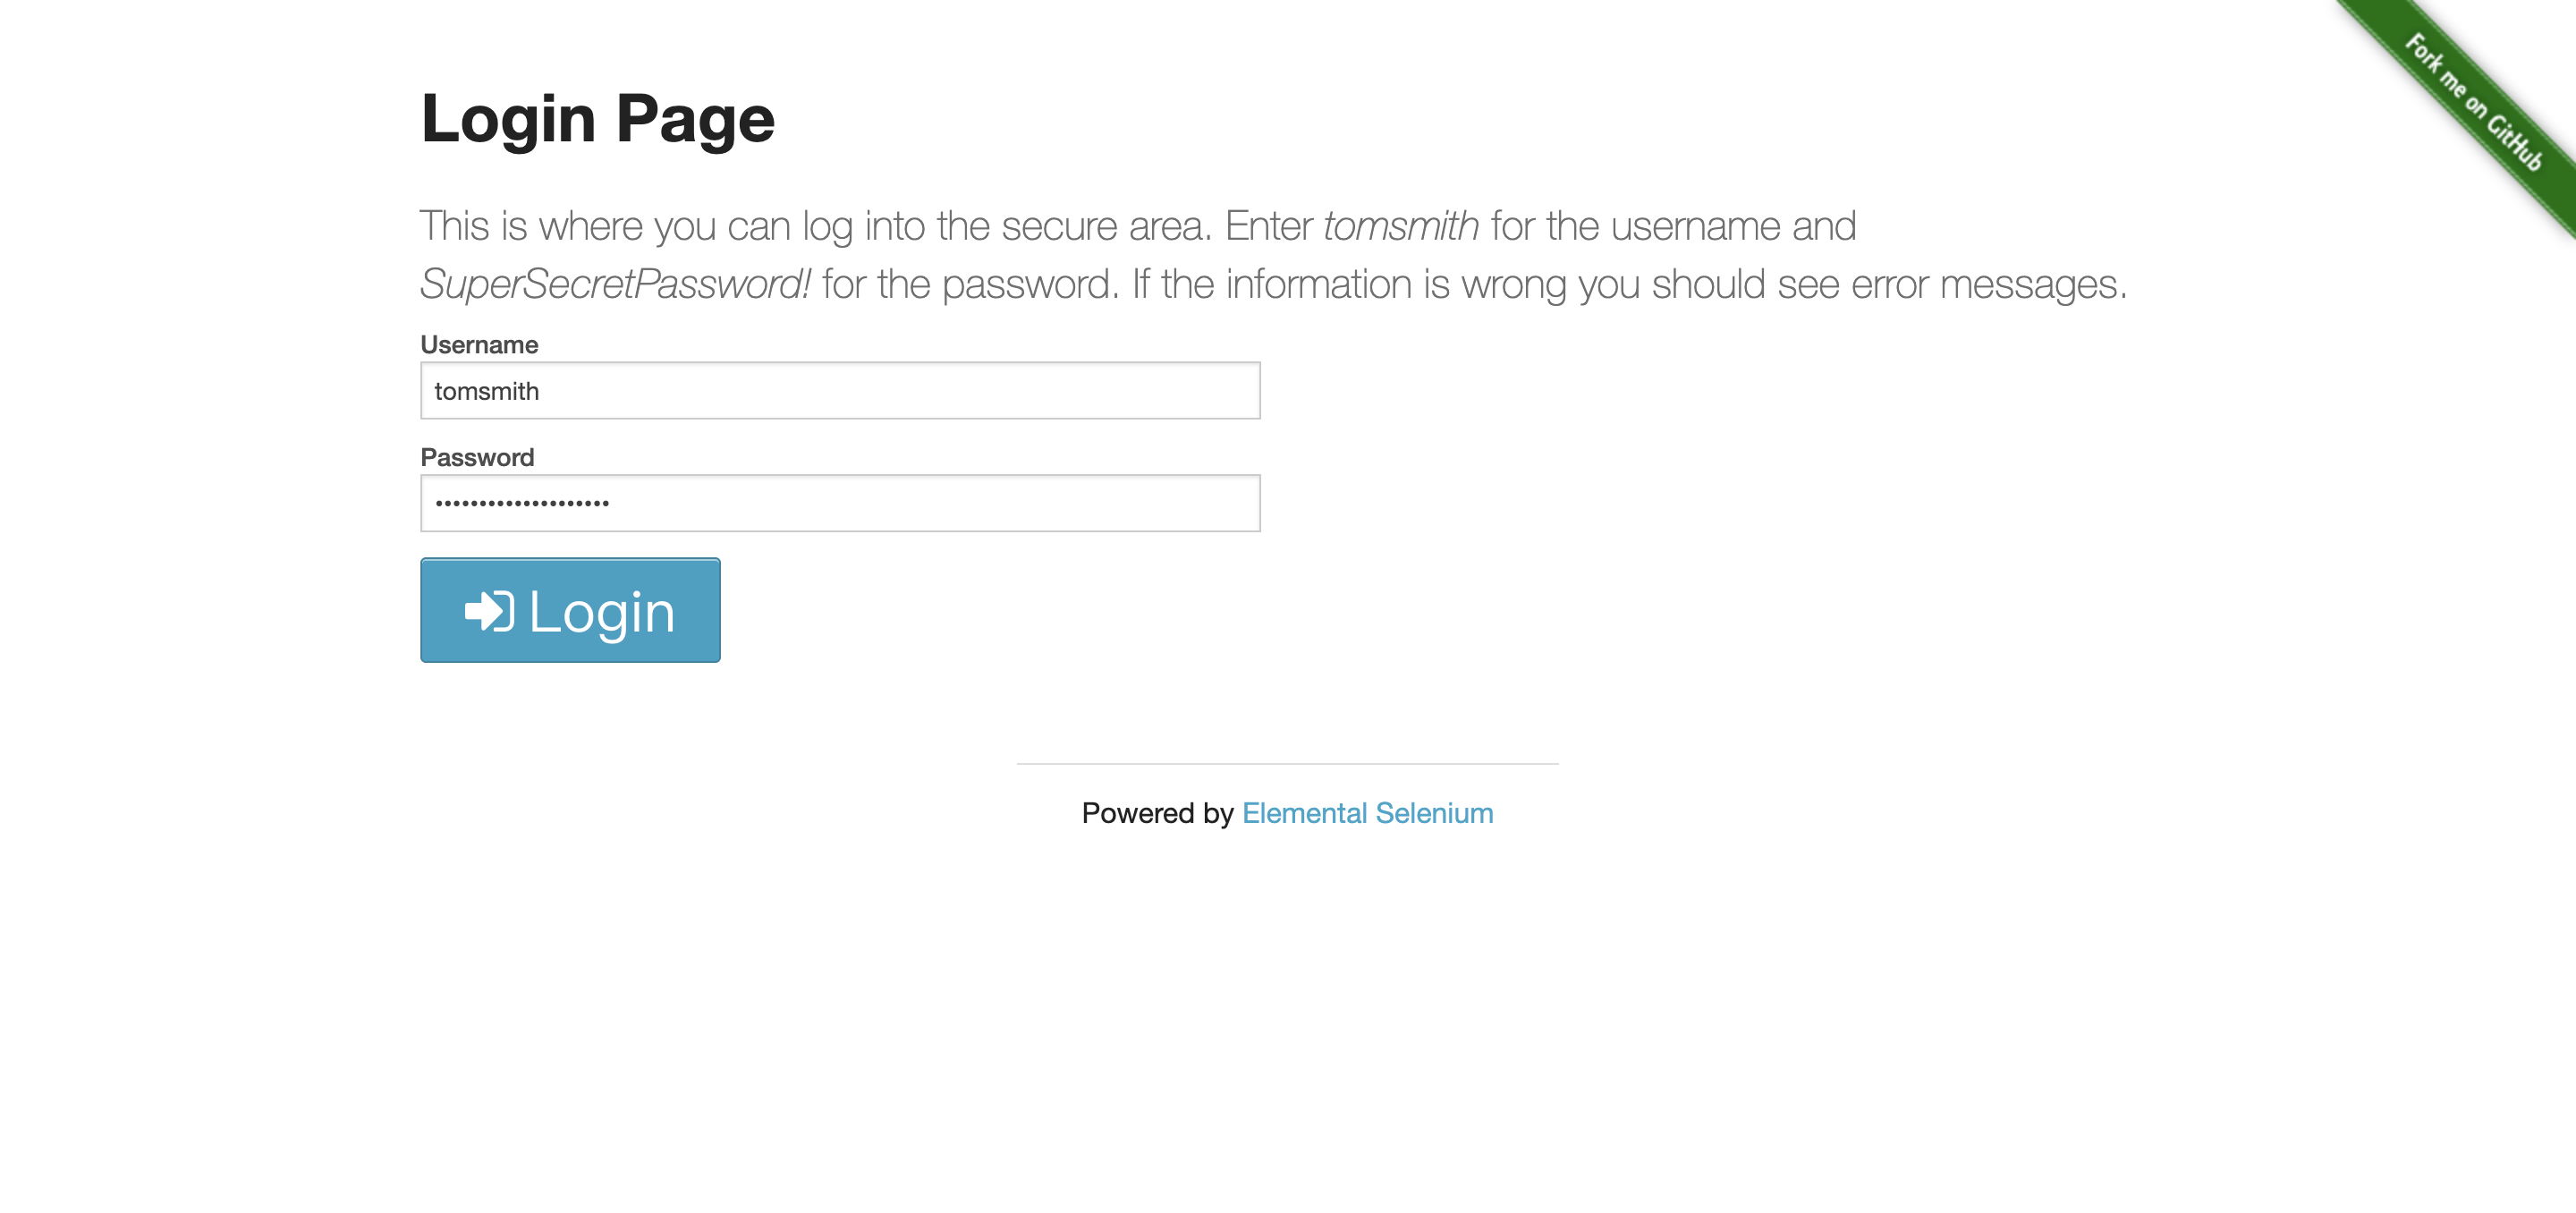 Fork me on GitHub
Login Page
This is where you can log into the secure area. Enter tomsmith for the username and
SuperSecretPassword! for the password. If the information is wrong you should see error messages.
Username
tomsmith
Password
••••••••••••••••••••
Login
Powered by Elemental Selenium